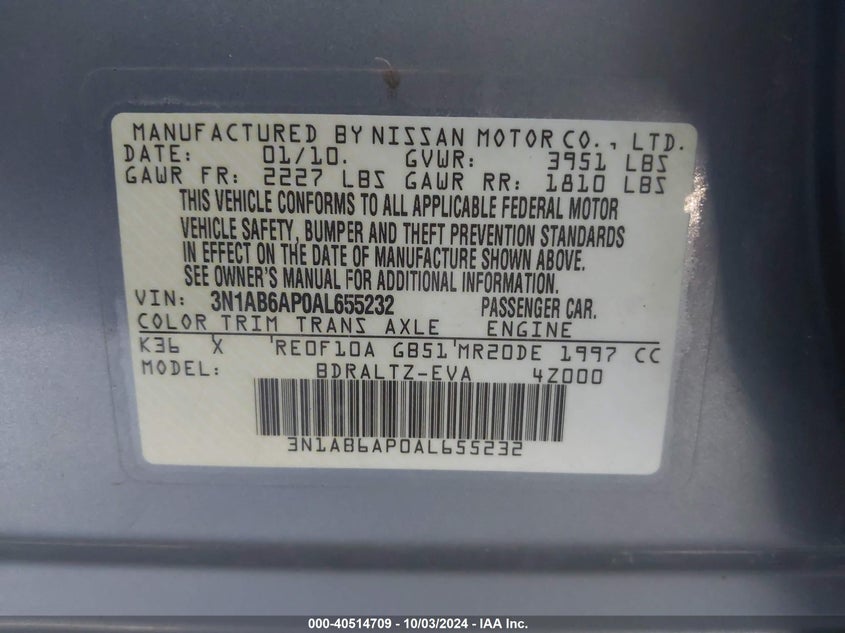 MANUFACTURED BY NISSAN MOTOR CO., LTD.
DATE: 01/10. GVWR: 3951 LBS
GAWR FR: 2227 LBS GAWR RR: 1810 LBS
THIS VEHICLE CONFORMS TO ALL APPLICABLE FEDERAL MOTOR
VEHICLE SAFETY, BUMPER AND THEFT PREVENTION STANDARDS
IN EFFECT ON THE DATE OF MANUFACTURE SHOWN ABOVE.
SEE OWNER'S MANUAL FOR ADDITIONAL INFORMATION.
VIN: 3N1AB6AP0AL655232 PASSENGER CAR.
COLOR TRIM TRANS AXLE ENGINE
K36 X RE0F10A GB51 MR20DE 1997 CC
MODEL: BDRALTZ-EVA 4Z000
3N1AB6AP0AL655232
000-40514709 - 10/03/2024 - IAA Inc.